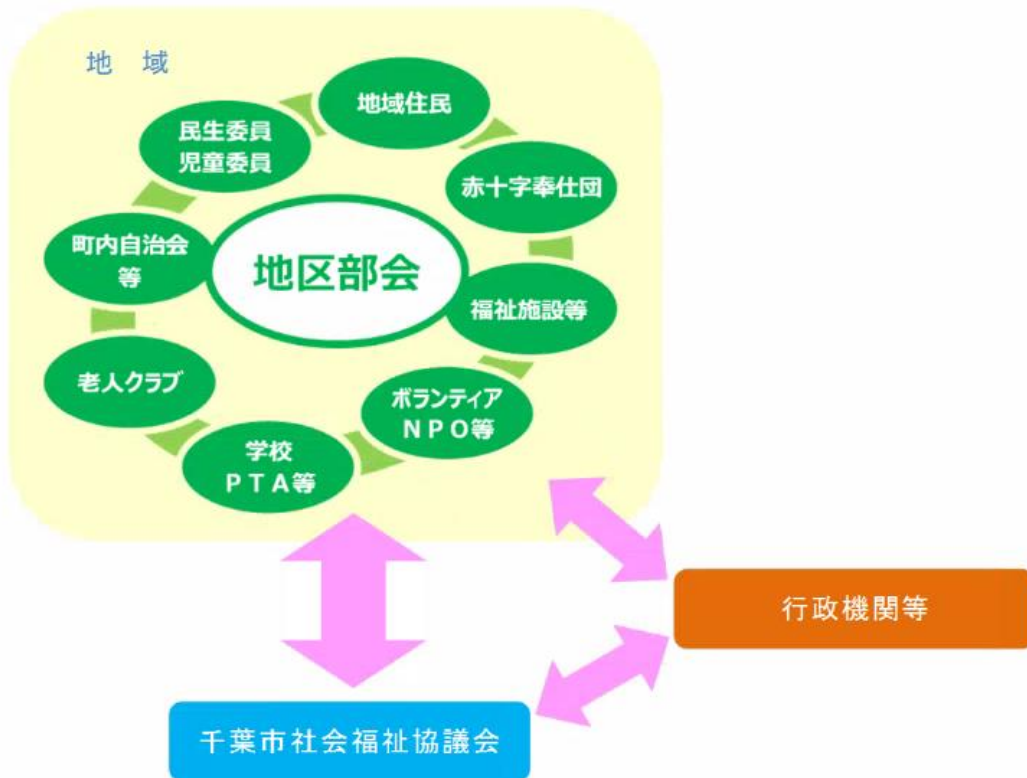 地 域
地域住民
民生委員
児童委員
赤十字奉仕団
町内自治会
等
地区部会
福祉施設等
老人クラブ
ボランティア
NPO等
学校
PTA等
行政機関等
千葉市社会福祉協議会